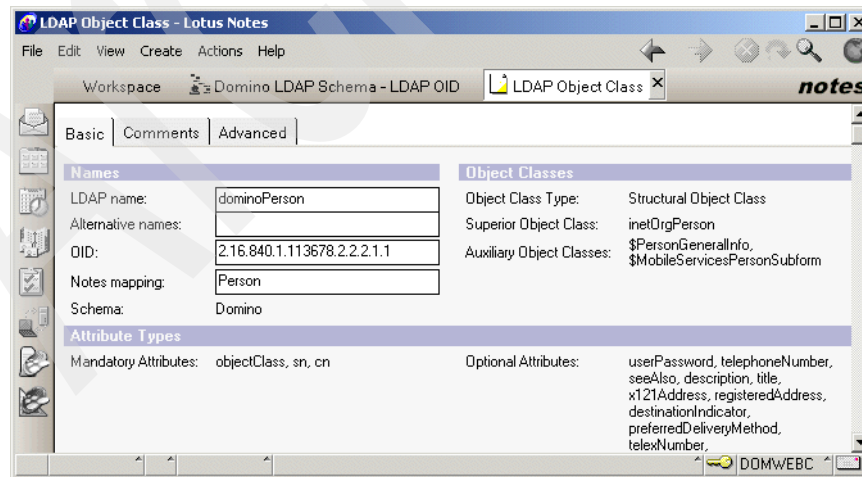 LDAP Object Class - Lotus Notes
File Edit View Create Actions Help
Workspace Domino LDAP Schema - LDAP OID LDAP Object Class notes
Basic Comments Advanced
Names
LDAP name: dominoPerson
Alternative names:
OID: 2.16.840.1.113678.2.2.2.1.1
Notes mapping: Person
Schema: Domino
Object Classes
Object Class Type: Structural Object Class
Superior Object Class: inetOrgPerson
Auxiliary Object Classes: $PersonGeneralInfo,
$MobileServicesPersonSubform
Attribute Types
Mandatory Attributes: objectClass, sn, cn
Optional Attributes: userPassword, telephoneNumber,
seeAlso, description, title,
x121Address, registeredAddress,
destinationIndicator,
preferredDeliveryMethod,
telexNumber,
DOMWEBC